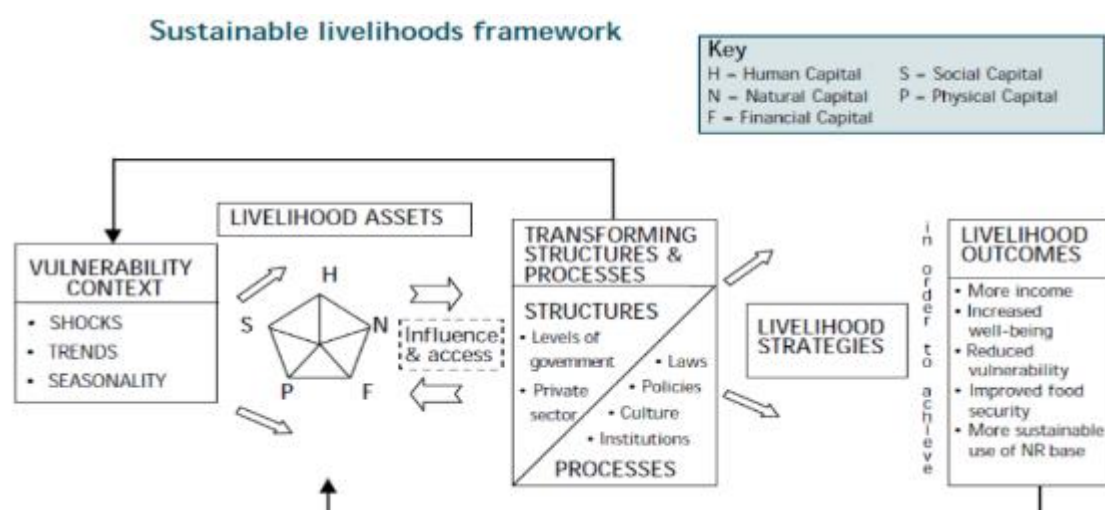 Sustainable livelihoods framework
Key
H – Human Capital S – Social Capital
N – Natural Capital P – Physical Capital
F – Financial Capital
LIVELIHOOD ASSETS
VULNERABILITY
CONTEXT
• SHOCKS
• TRENDS
• SEASONALITY
H
S
N
P
F
Influence
& access
TRANSFORMING
STRUCTURES &
PROCESSES
STRUCTURES
• Levels of
government
• Private
sector
• Laws
• Policies
• Culture
• Institutions
PROCESSES
LIVELIHOOD
STRATEGIES
in order to achieve
LIVELIHOOD
OUTCOMES
• More income
• Increased
well-being
• Reduced
vulnerability
• Improved food
security
• More sustainable
use of NR base